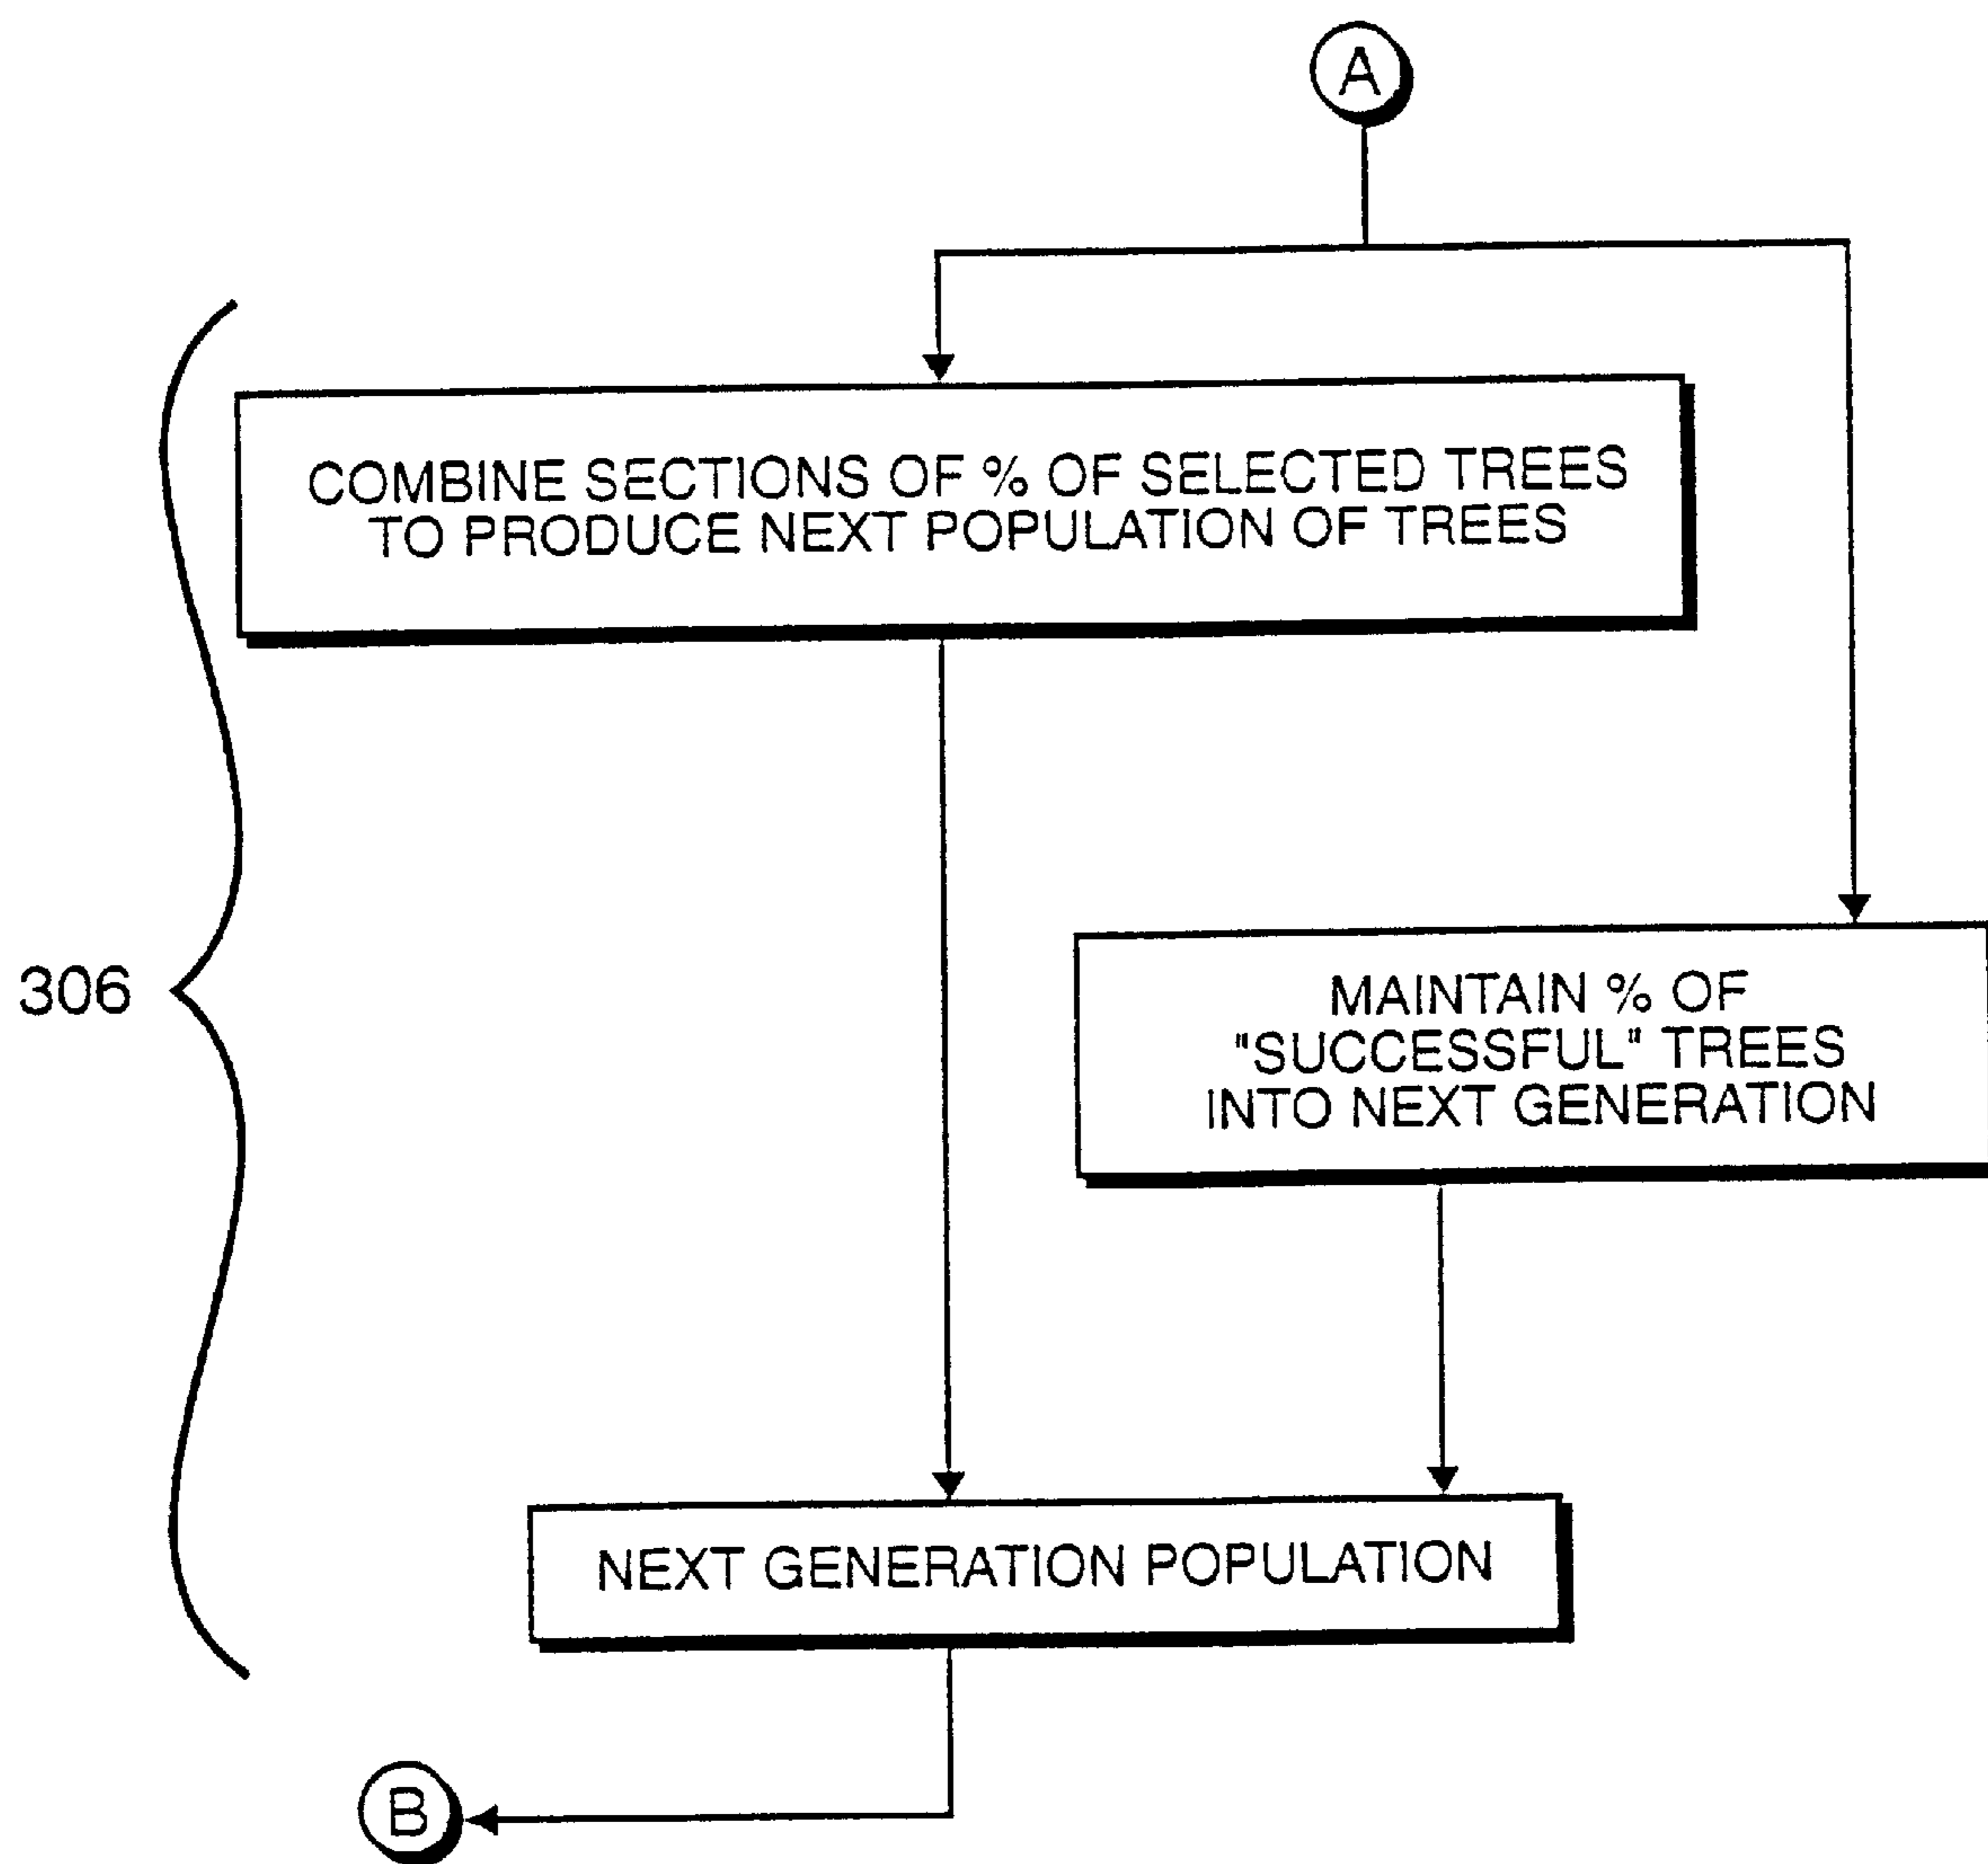 A
COMBINE SECTIONS OF % OF SELECTED TREES
TO PRODUCE NEXT POPULATION OF TREES
306
MAINTAIN % OF
"SUCCESSFUL" TREES
INTO NEXT GENERATION
NEXT GENERATION POPULATION
B